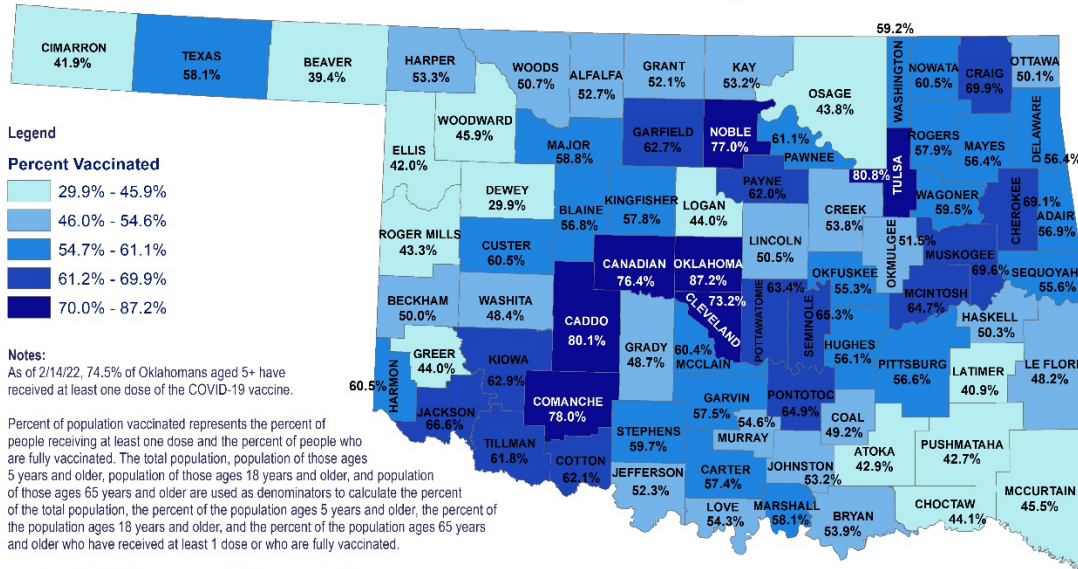 59.2%
CIMARRON
41.9%
TEXAS
58.1%
BEAVER
39.4%
HARPER
53.3%
WOODS
50.7%
ALFALFA
52.7%
GRANT
52.1%
KAY
53.2%
OSAGE
43.8%
WASHINGTON
NOWATA
60.5%
CRAIG
69.9%
OTTAWA
50.1%
Legend
Percent Vaccinated
29.9% - 45.9%
46.0% - 54.6%
54.7% - 61.1%
61.2% - 69.9%
70.0% - 87.2%
WOODWARD
45.9%
ELLIS
42.0%
MAJOR
58.8%
GARFIELD
62.7%
NOBLE
77.0%
61.1%
PAWNEE
ROGERS
57.9%
MAYES
56.4%
DELAWARE
56.4%
DEWEY
29.9%
BLAINE
56.8%
KINGFISHER
57.8%
LOGAN
44.0%
PAYNE
62.0%
80.8%
TULSA
WAGONER
59.5%
CHEROKEE
69.1%
ADAIR
56.9%
ROGER MILLS
43.3%
CUSTER
60.5%
CANADIAN
76.4%
OKLAHOMA
87.2%
LINCOLN
50.5%
CREEK
53.8%
OKMULGEE
51.5%
MUSKOGEE
69.6%
SEQUOYAH
55.6%
BECKHAM
50.0%
WASHITA
48.4%
CADDO
80.1%
GRADY
48.7%
73.2%
CLEVELAND
63.4%
POTTAWATOMIE
SEMINOLE
65.3%
OKFUSKEE
55.3%
MCINTOSH
64.7%
HASKELL
50.3%
Notes:
As of 2/14/22, 74.5% of Oklahomans aged 5+ have
received at least one dose of the COVID-19 vaccine.
GREER
44.0%
60.5%
HARMON
KIOWA
62.9%
60.4%
MCCLAIN
HUGHES
56.1%
PITTSBURG
56.6%
LATIMER
40.9%
LE FLORE
48.2%
Percent of population vaccinated represents the percent of
people receiving at least one dose and the percent of people who
are fully vaccinated. The total population, population of those ages
5 years and older, population of those ages 18 years and older, and population
of those ages 65 years and older are used as denominators to calculate the percent
of the total population, the percent of the population ages 5 years and older, the percent of
the population ages 18 years and older, and the percent of the population ages 65 years
and older who have received at least 1 dose or who are fully vaccinated.
JACKSON
66.6%
COMANCHE
78.0%
TILLMAN
61.8%
COTTON
62.1%
STEPHENS
59.7%
GARVIN
57.5%
54.6%
MURRAY
PONTOTOC
64.9%
COAL
49.2%
ATOKA
42.9%
PUSHMATAHA
42.7%
MCCURTAIN
45.5%
JEFFERSON
52.3%
CARTER
57.4%
JOHNSTON
53.2%
LOVE
54.3%
MARSHALL
58.1%
BRYAN
53.9%
CHOCTAW
44.1%